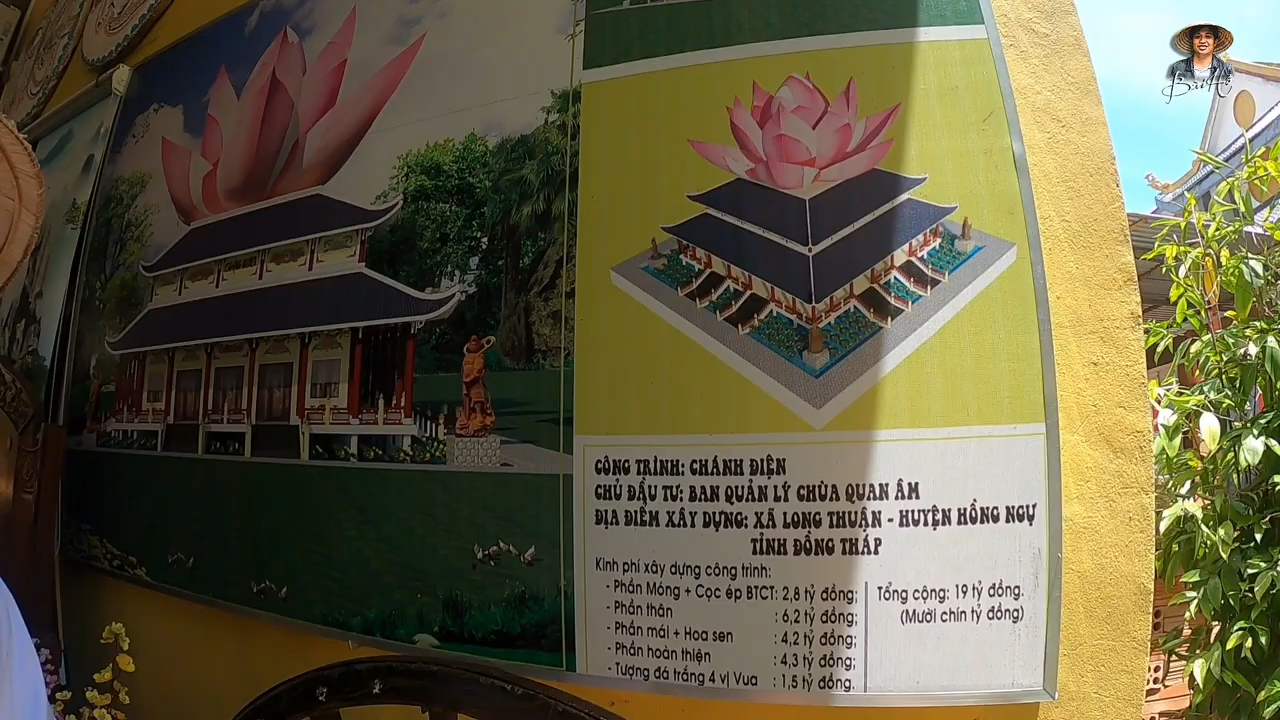 CÔNG TRÌNH: CHÁNH ĐIỆN
CHỦ ĐẦU TƯ: BAN QUẢN LÝ CHÙA QUAN ÂM
ĐỊA ĐIỂM XÂY DỰNG: XÃ LONG THUẬN - HUYỆN HỒNG NGỰ
TỈNH ĐỒNG THÁP
Kinh phí xây dựng công trình:
- Phần Móng + Cọc ép BTCT: 2,8 tỷ đồng;
- Phần thân : 6,2 tỷ đồng;
- Phần mái + Hoa sen : 4,2 tỷ đồng;
- Phần hoàn thiện : 4,3 tỷ đồng;
- Tượng đá trắng 4 vị Vua : 1,5 tỷ đồng.
Tổng cộng: 19 tỷ đồng.
(Mười chín tỷ đồng)